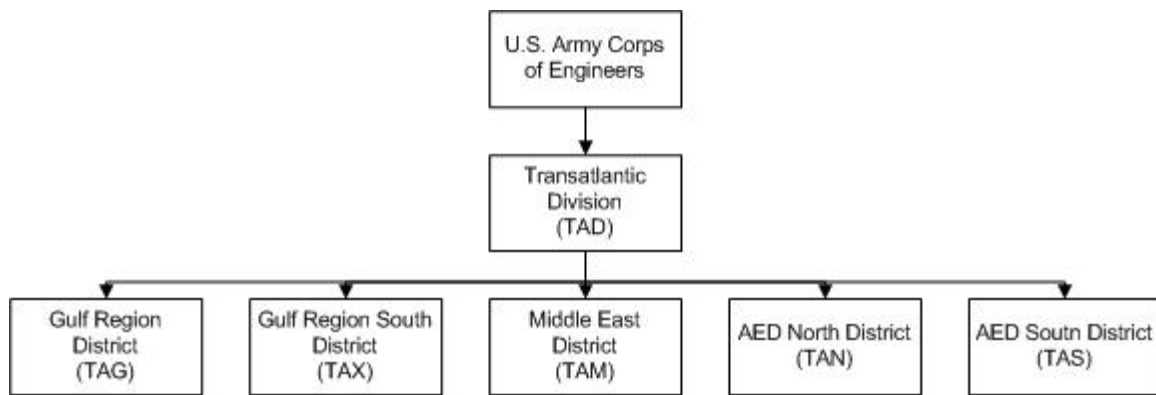 U.S. Army Corps
of Engineers
Transatlantic
Division
(TAD)
Gulf Region
District
(TAG)
Gulf Region South
District
(TAX)
Middle East
District
(TAM)
AED North District
(TAN)
AED Soutn District
(TAS)